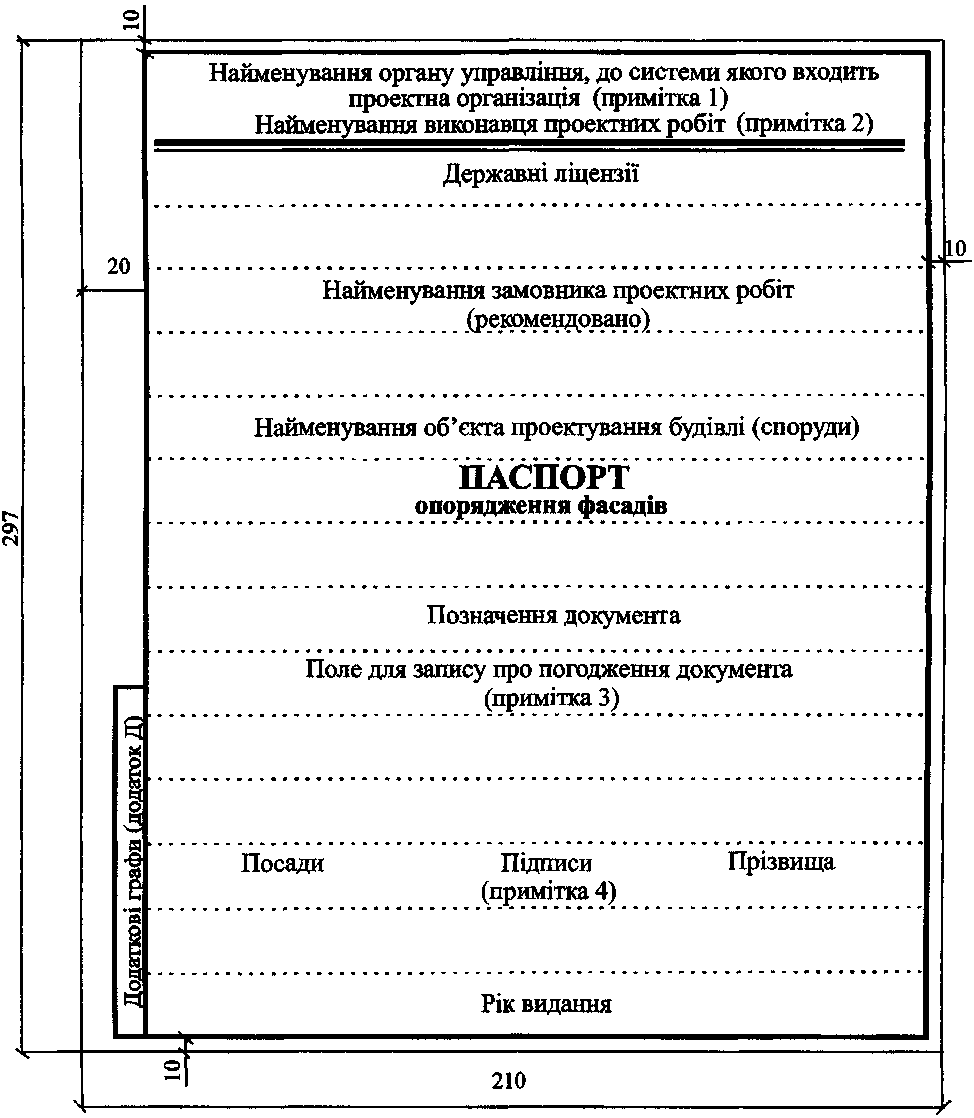 10
Найменування органу управління, до системи якого входить
проектна організація (примітка 1)
Найменування виконавця проектних робіт (примітка 2)
Державні ліцензії
10
20
Найменування замовника проектних робіт
(рекомендовано)
Найменування об’єкта проектування будівлі (споруди)
ПАСПОРТ
опорядження фасадів
297
Позначення документа
Поле для запису про погодження документа
(примітка 3)
Додаткові графи (додаток Д)
Посади Підписи Прізвища
(примітка 4)
Рік видання
10
210